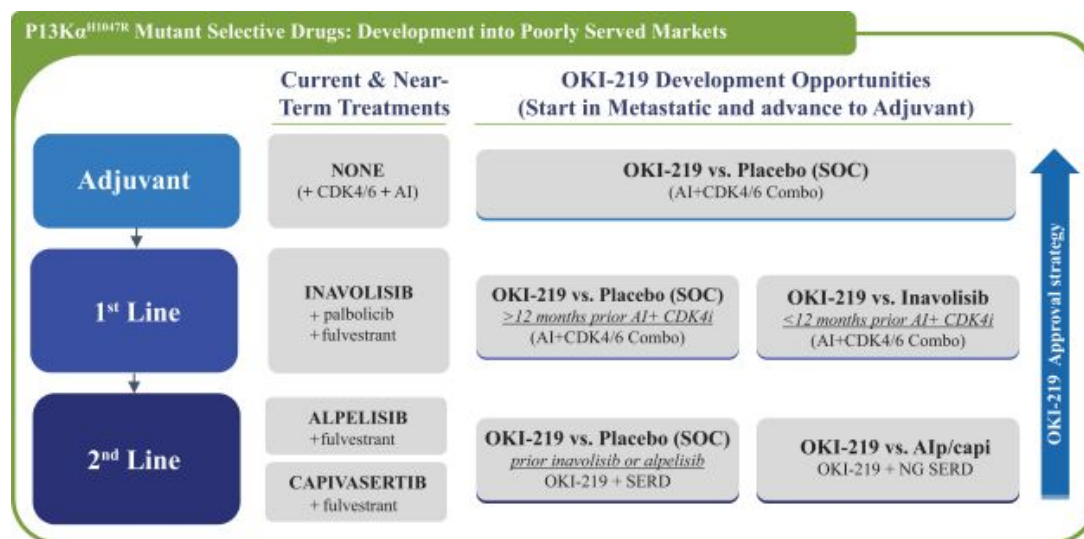 P13Kα^H1047R Mutant Selective Drugs: Development into Poorly Served Markets
Current & Near-
Term Treatments
OKI-219 Development Opportunities
(Start in Metastatic and advance to Adjuvant)
Adjuvant
NONE
(+ CDK4/6 + AI)
OKI-219 vs. Placebo (SOC)
(AI+CDK4/6 Combo)
1st Line
INAVOLISIB
+ palbolicib
+fulvestrant
OKI-219 vs. Placebo (SOC)
>12 months prior AI+ CDK4i
(AI+CDK4/6 Combo)
OKI-219 vs. Inavolisib
<12 months prior AI+ CDK4i
(AI+CDK4/6 Combo)
2nd Line
ALPELISIB
+fulvestrant
CAPIVASERTIB
+ fulvestrant
OKI-219 vs. Placebo (SOC)
prior inavolisib or alpelisib
OKI-219 + SERD
OKI-219 vs. AIp/capi
OKI-219 + NG SERD
OKI-219 Approval strategy